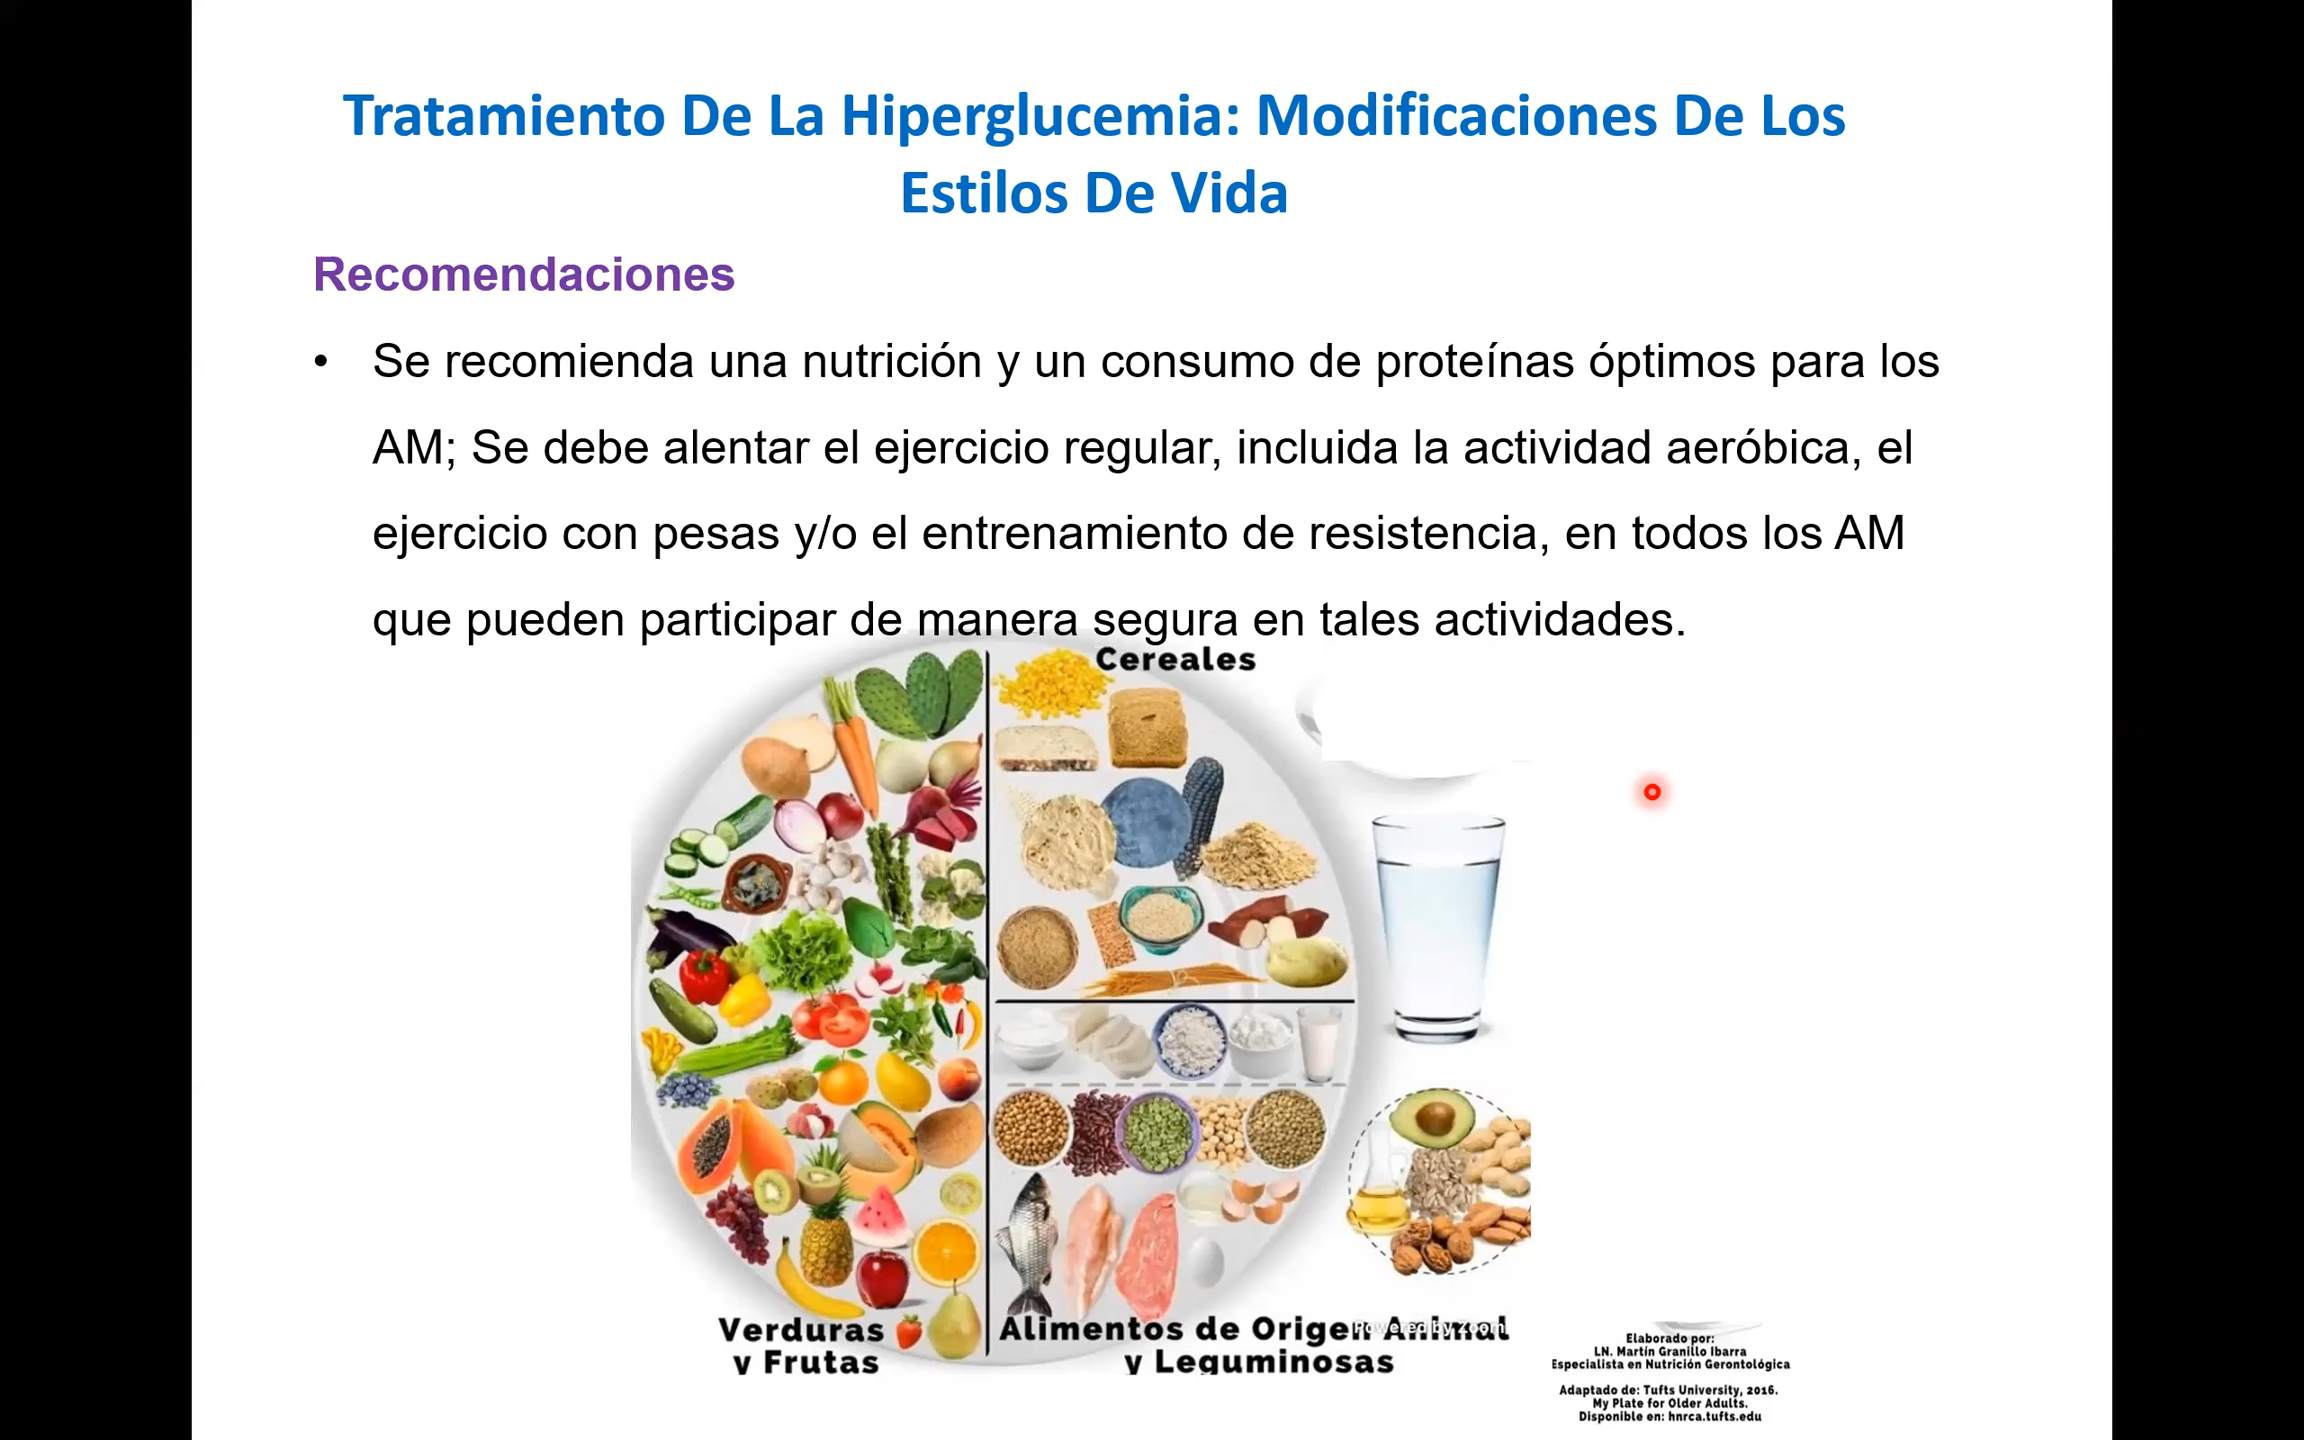 Tratamiento De La Hiperglucemia: Modificaciones De Los
Estilos De Vida
Recomendaciones
• Se recomienda una nutrición y un consumo de proteínas óptimos para los
AM; Se debe alentar el ejercicio regular, incluida la actividad aeróbica, el
ejercicio con pesas y/o el entrenamiento de resistencia, en todos los AM
que pueden participar de manera segura en tales actividades.
Cereales
Verduras
y Frutas
Alimentos de Origen Animal
y Leguminosas
Powered by Zoom
Elaborado por:
LN. Martín Granillo Ibarra
Especialista en Nutrición Gerontológica
Adaptado de: Tufts University, 2016.
My Plate for Older Adults.
Disponible en: hnrca.tufts.edu